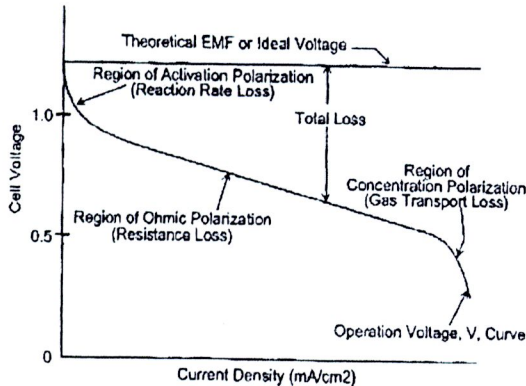 Theoretical EMF or Ideal Voltage
Region of Activation Polarization
(Reaction Rate Loss)
1.0
Total Loss
Cell Voltage
Region of
Concentration Polarization
(Gas Transport Loss)
Region of Ohmic Polarization
(Resistance Loss)
0.5
Operation Voltage, V, Curve
0
Current Density (mA/cm2)